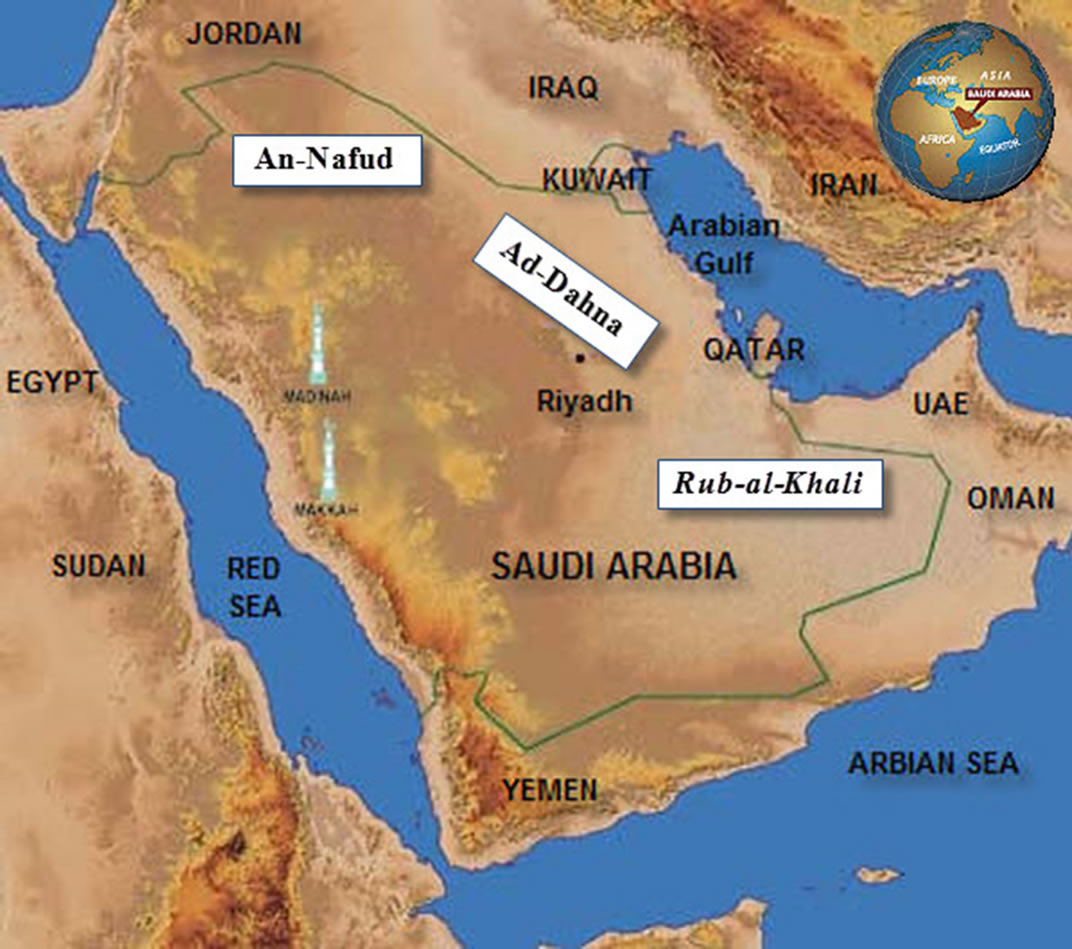 JORDAN
IRAQ
EUROPE
ASIA
SAUDI ARABIA
AFRICA
EQUATOR
An-Nafud
KUWAIT
IRAN
Arabian
Gulf
Ad-Dahna
QATAR
EGYPT
MADINAH
Riyadh
UAE
Rub-al-Khali
OMAN
MAKKAH
SUDAN
RED
SEA
SAUDI ARABIA
YEMEN
ARBIAN SEA